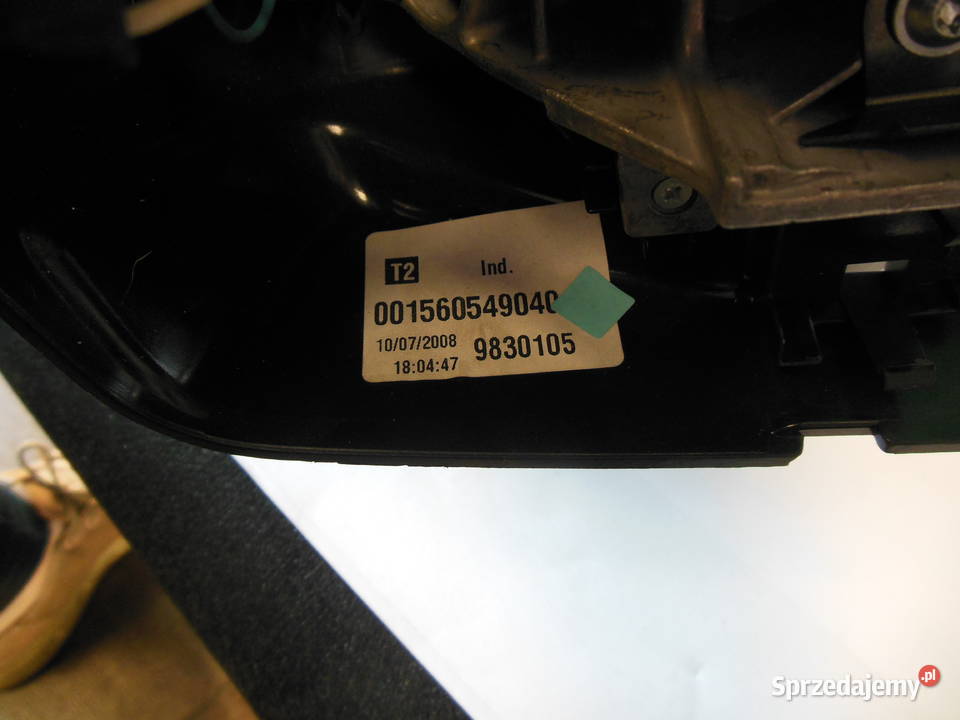 T2 Ind.
001560549040
10/07/2008 9830105
18:04:47
Sprzedajemy.pl